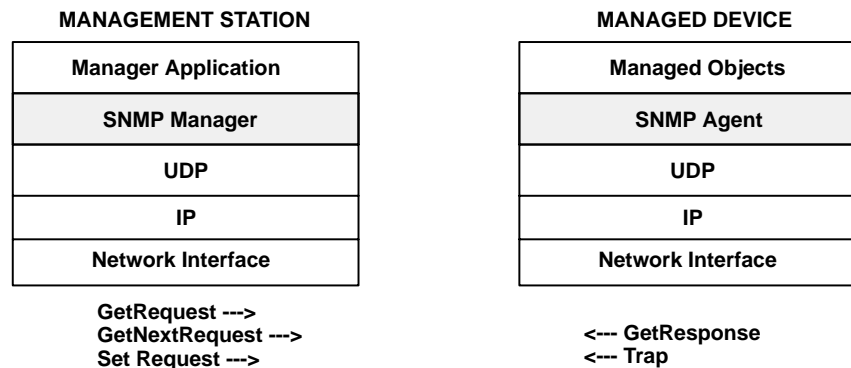 MANAGEMENT STATION
Manager Application
SNMP Manager
UDP
IP
Network Interface
GetRequest --->
GetNextRequest --->
Set Request --->
MANAGED DEVICE
Managed Objects
SNMP Agent
UDP
IP
Network Interface
<--- GetResponse
<--- Trap